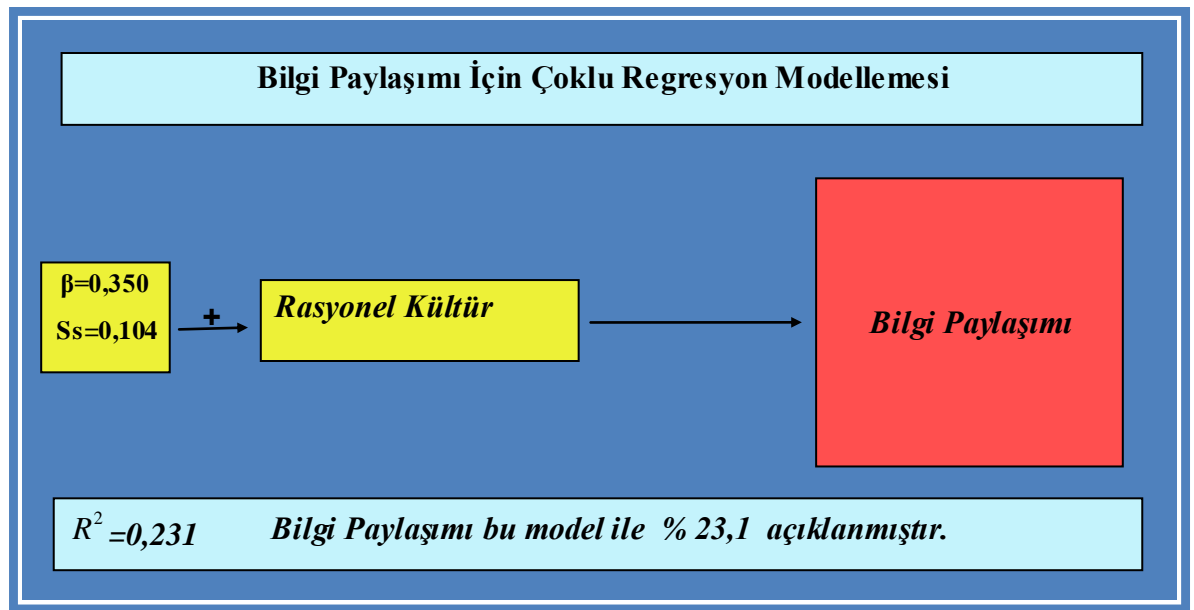 Bilgi Paylaşımı İçin Çoklu Regresyon Modellemesi
β=0,350
Ss=0,104
+
Rasyonel Kültür
Bilgi Paylaşımı
R² =0,231 Bilgi Paylaşımı bu model ile % 23,1 açıklanmıştır.